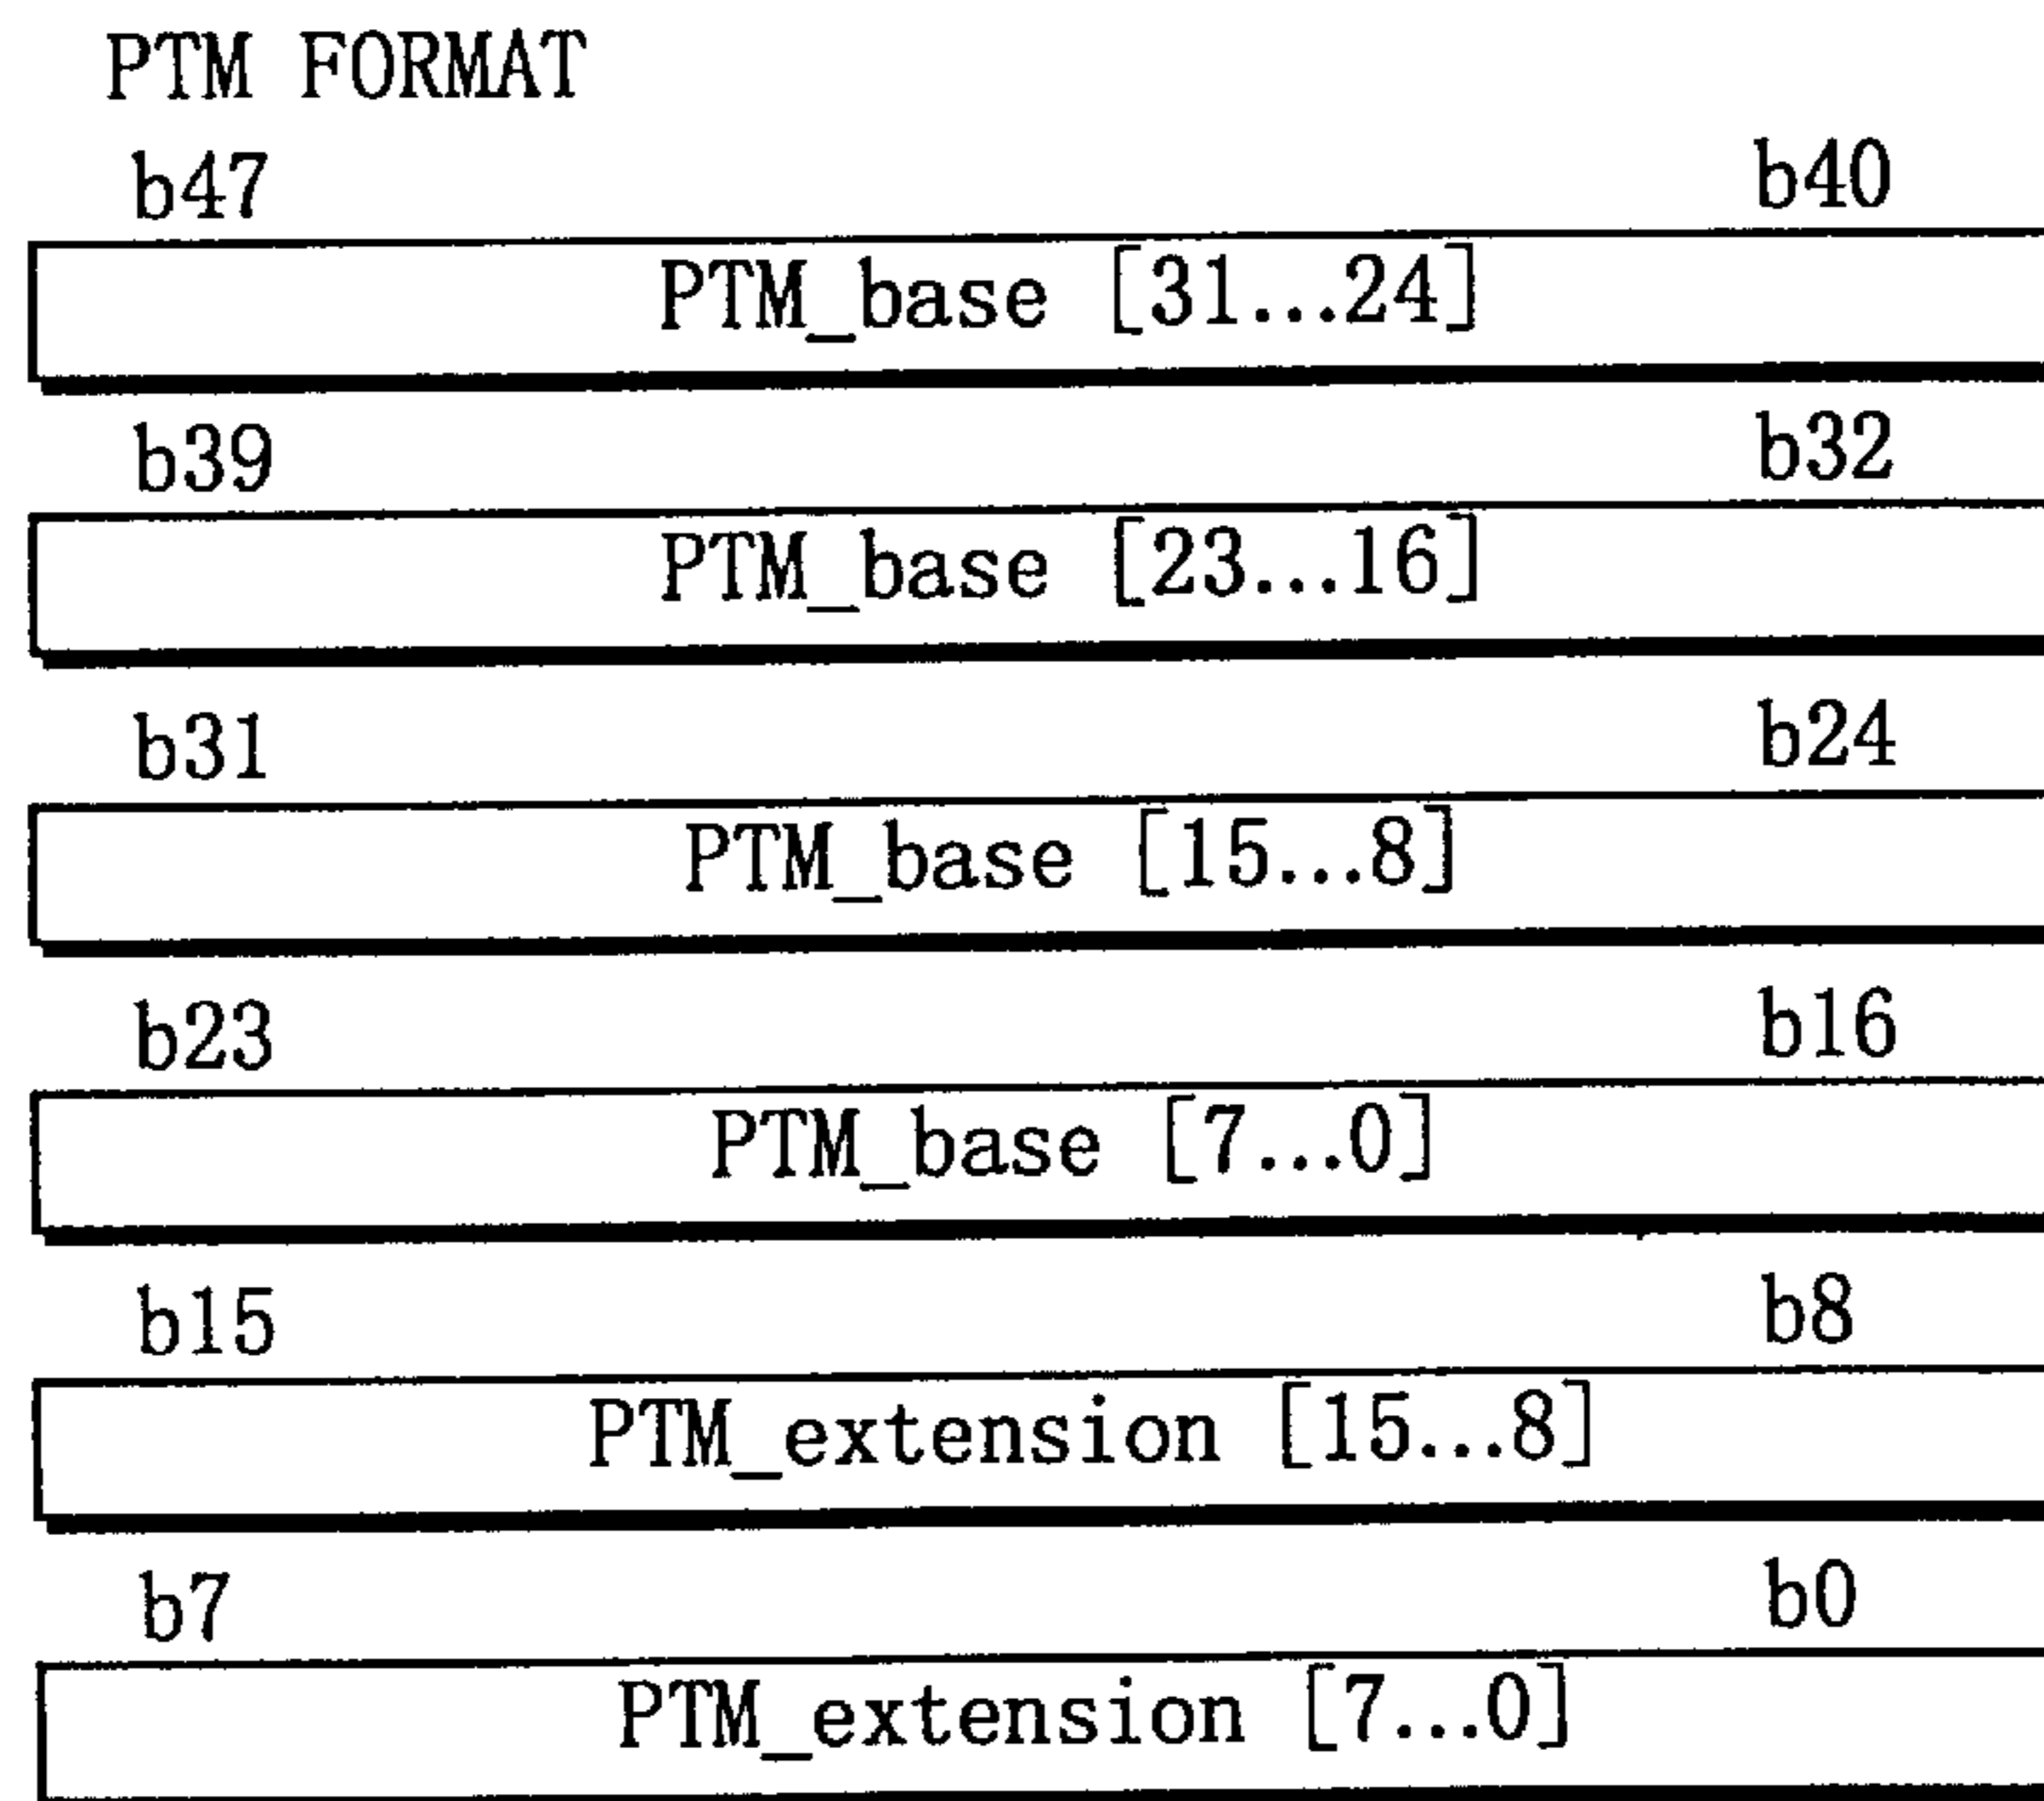 PTM FORMAT
b47 b40
PTM_base [31...24]
b39 b32
PTM_base [23...16]
b31 b24
PTM_base [15...8]
b23 b16
PTM_base [7...0]
b15 b8
PTM_extension [15...8]
b7 b0
PTM_extension [7...0]